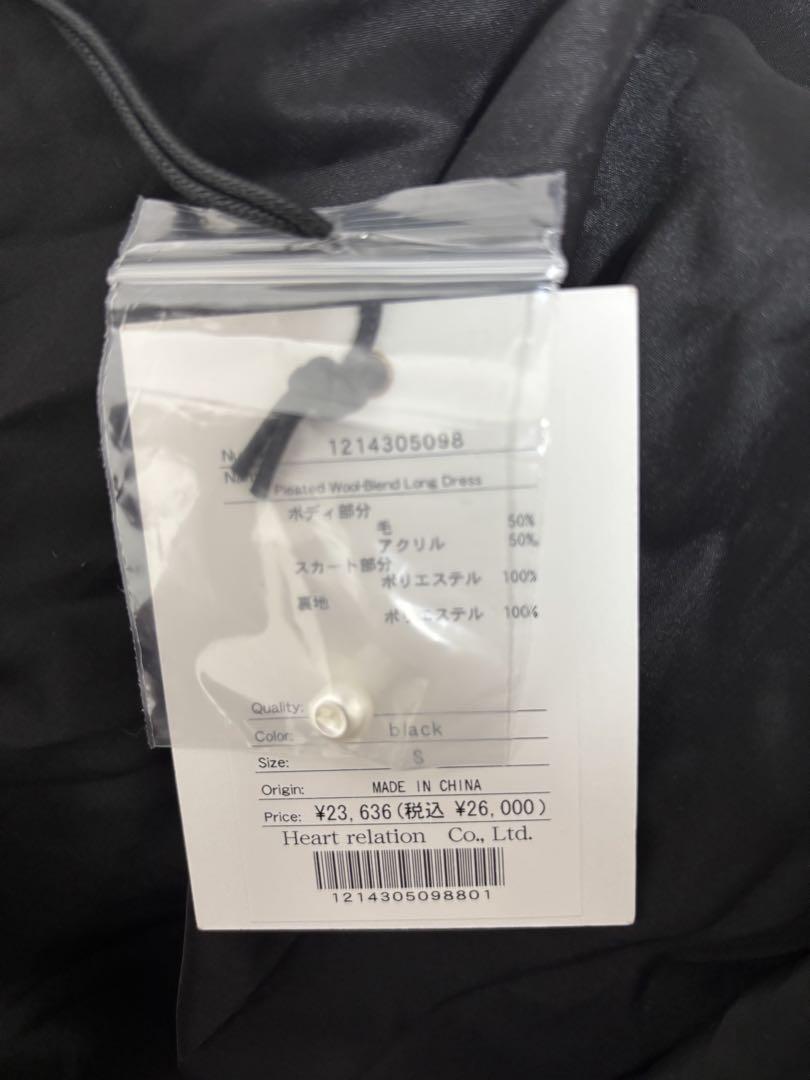 1214305098
Pleated Wool-Blend Long Dress
ボディ部分
毛 50%
アクリル 50%
スカート部分
ポリエステル 100%
裏地
ポリエステル 100%
Quality:
Color: black
Size: S
Origin: MADE IN CHINA
Price: ¥23,636(税込 ¥26,000)
Heart relation Co., Ltd.
1214305098801